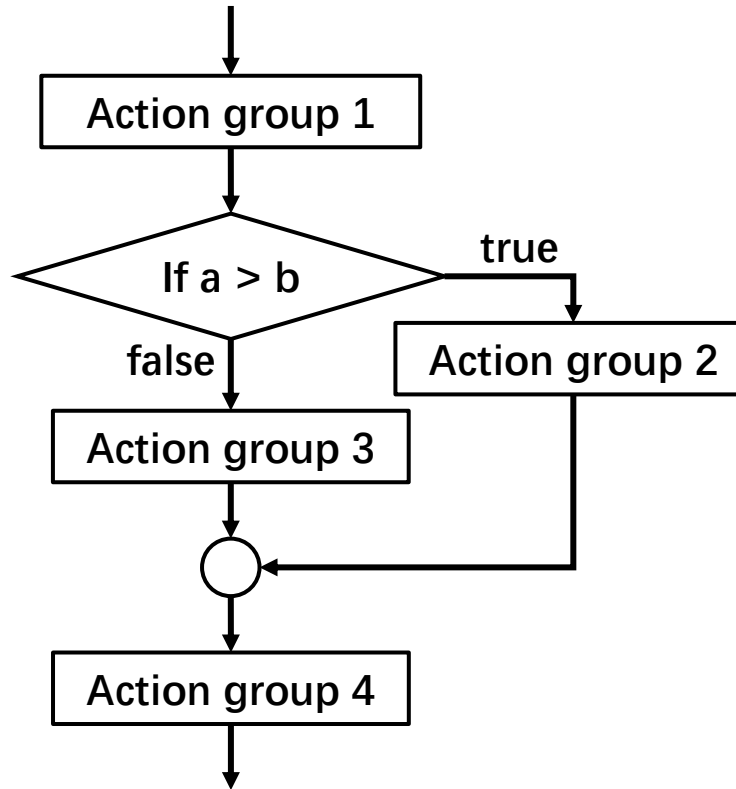 Action group 1
If a > b
true
false
Action group 2
Action group 3
Action group 4